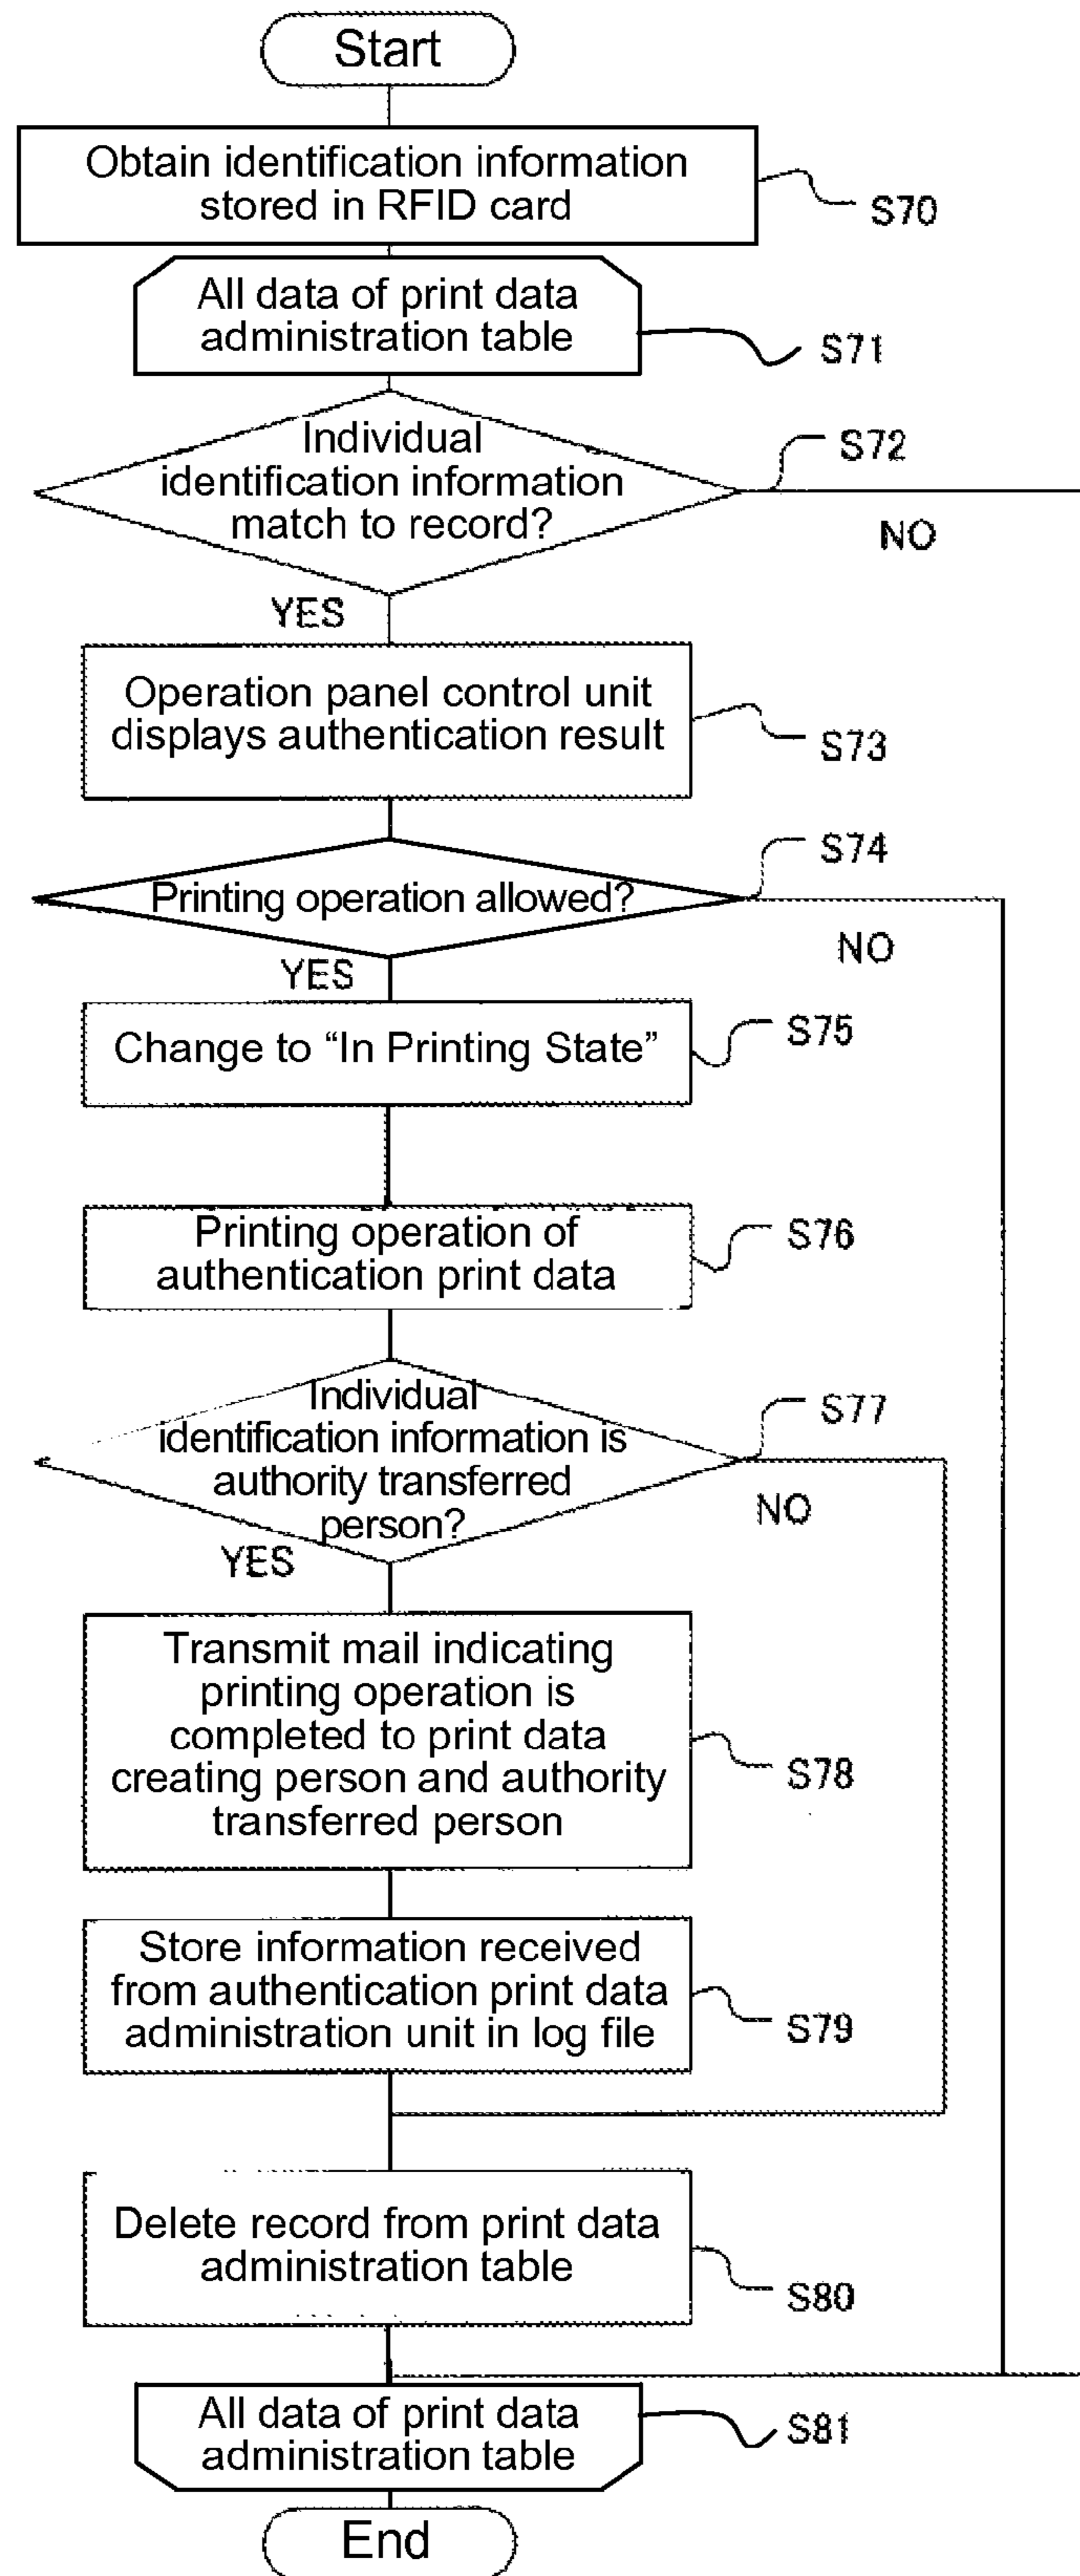 Start
Obtain identification information
stored in RFID card
S70
All data of print data
administration table
S71
Individual
identification information
match to record?
S72
NO
YES
Operation panel control unit
displays authentication result
S73
Printing operation allowed?
S74
NO
YES
Change to “In Printing State”
S75
Printing operation of
authentication print data
S76
Individual
identification information is
authority transferred
person?
S77
NO
YES
Transmit mail indicating
printing operation is
completed to print data
creating person and authority
transferred person
S78
Store information received
from authentication print data
administration unit in log file
S79
Delete record from print data
administration table
S80
All data of print data
administration table
S81
End